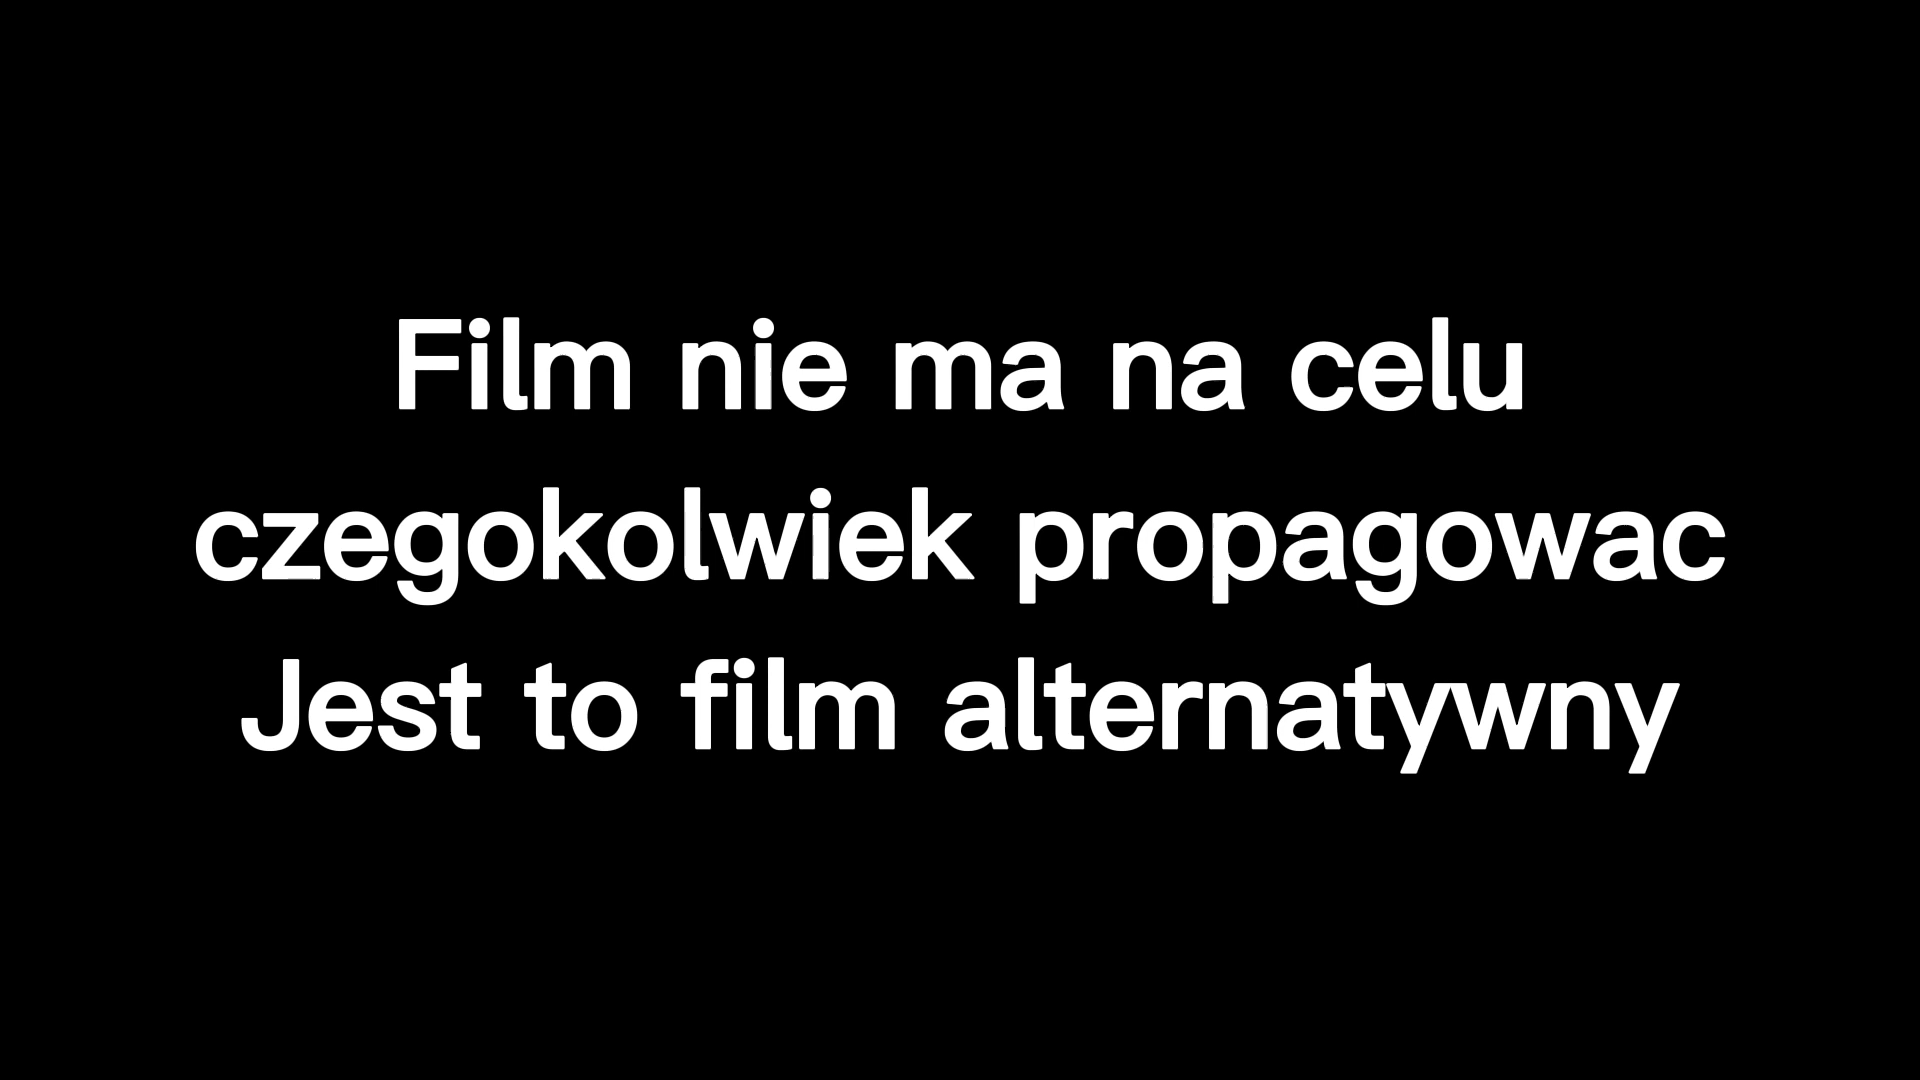 Film nie ma na celu
czegokolwiek propagowac
Jest to film alternatywny